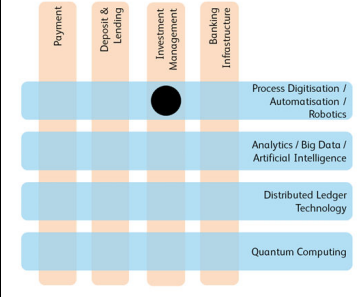 Payment
Deposit &
Lending
Investment
Management
Banking
Infrastructure
Process Digitisation /
Automatisation /
Robotics
Analytics / Big Data /
Artificial Intelligence
Distributed Ledger
Technology
Quantum Computing